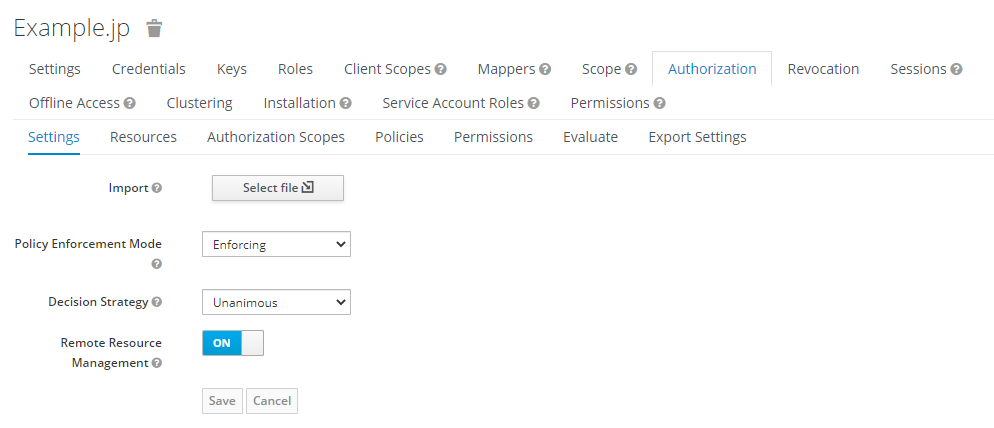 Example.jp
Settings Credentials Keys Roles Client Scopes Mappers Scope Authorization Revocation Sessions
Offline Access Clustering Installation Service Account Roles Permissions
Settings Resources Authorization Scopes Policies Permissions Evaluate Export Settings
Import Select file
Policy Enforcement Mode Enforcing
Decision Strategy Unanimous
Remote Resource
Management ON
Save Cancel